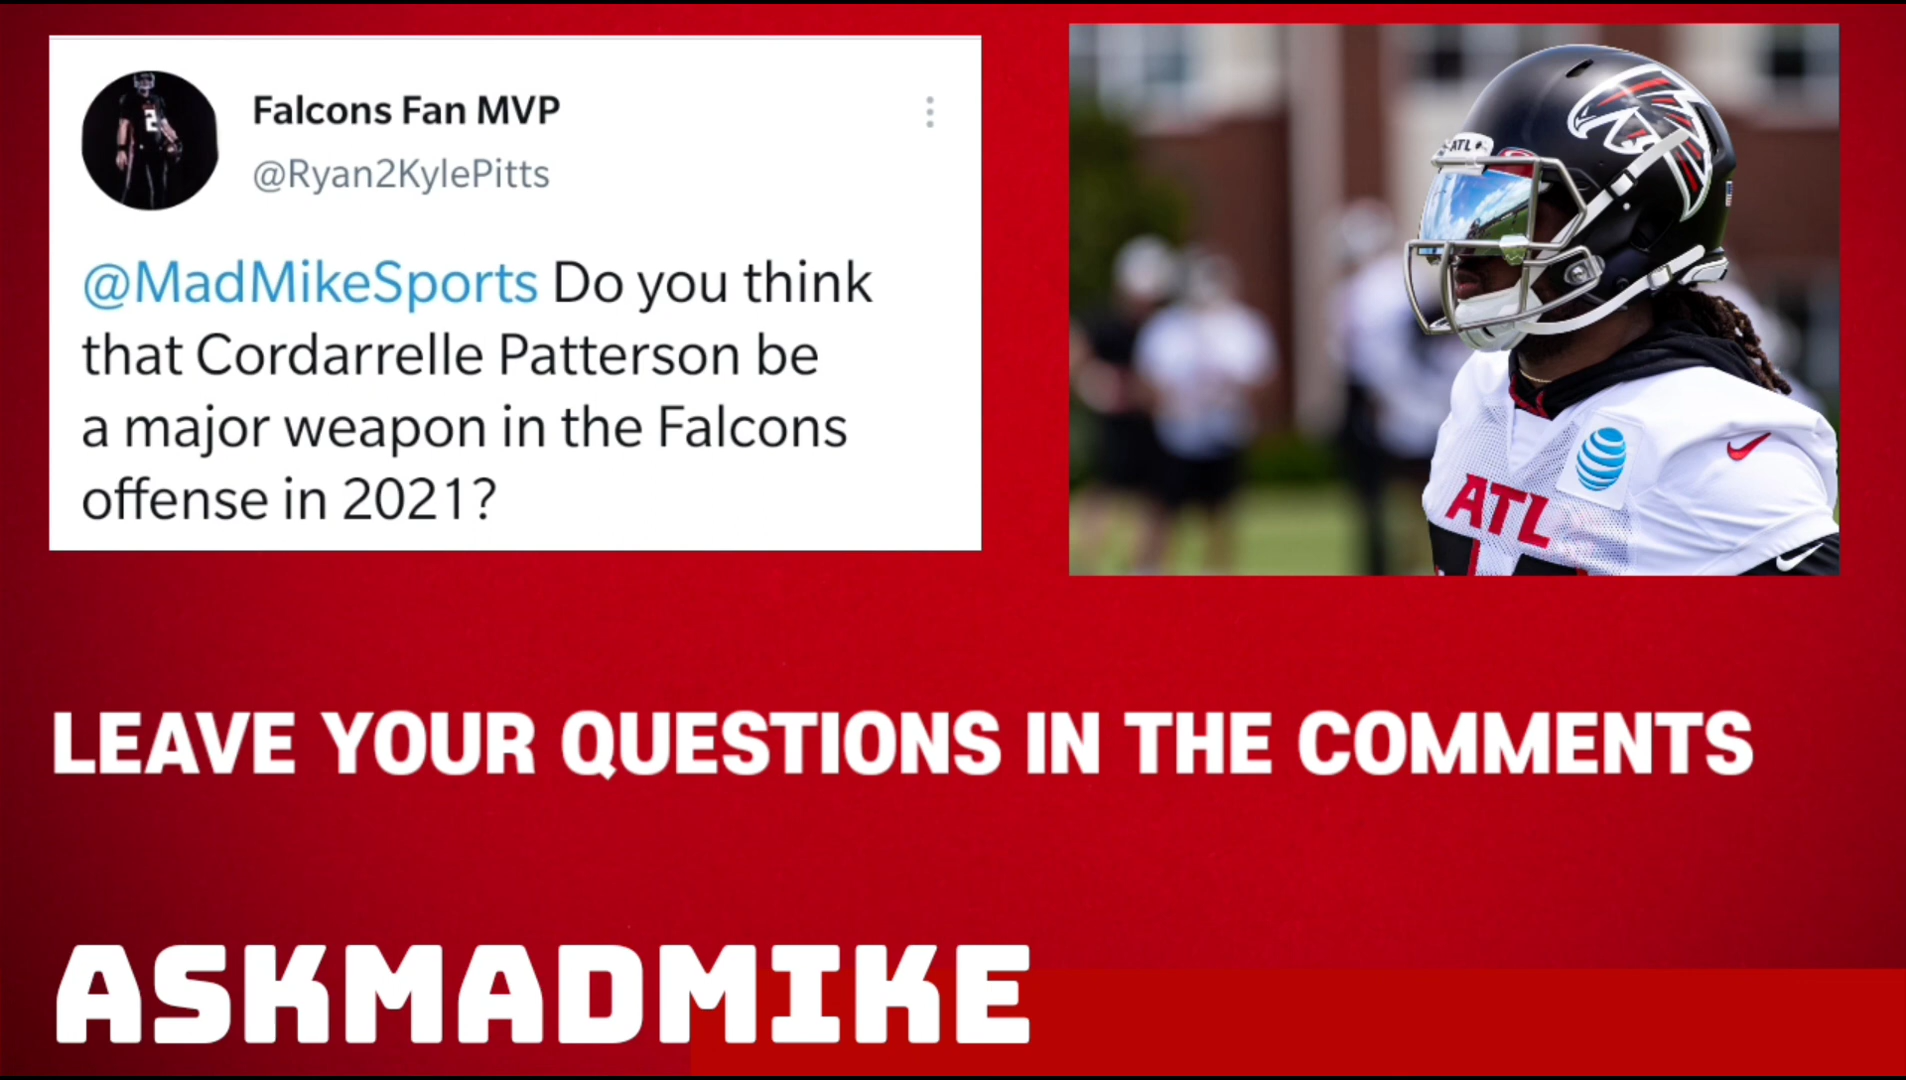 Falcons Fan MVP
@Ryan2KylePitts
@MadMikeSports Do you think
that Cordarrelle Patterson be
a major weapon in the Falcons
offense in 2021?
2
ATL
ATL
LEAVE YOUR QUESTIONS IN THE COMMENTS
ASKMADMIKE